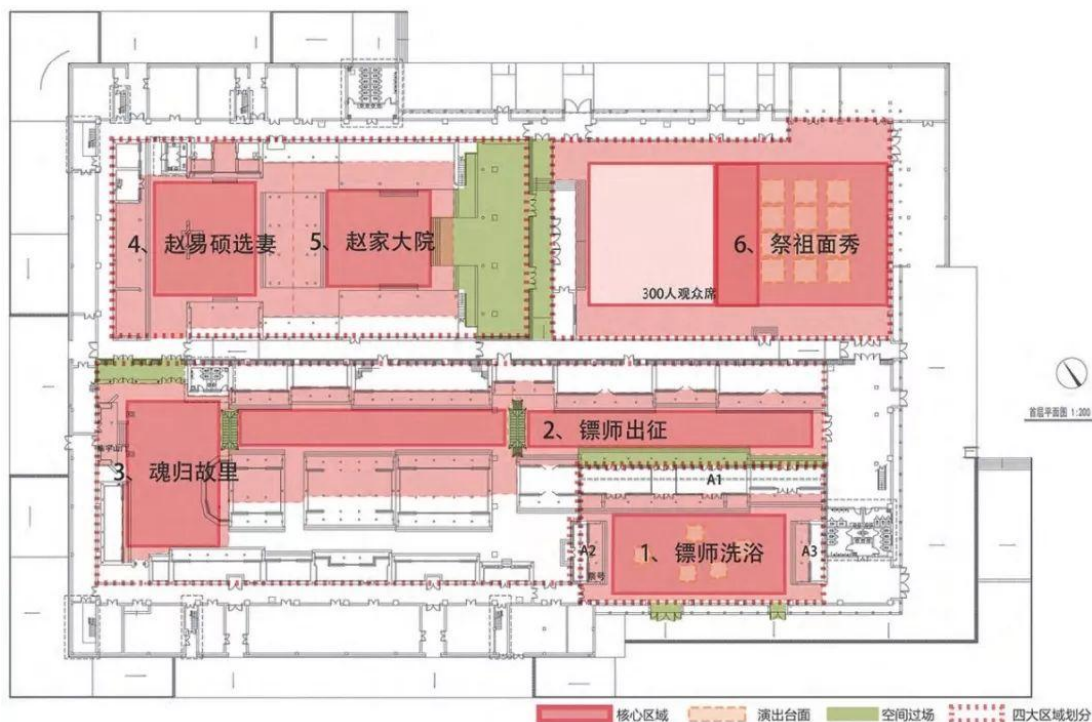 4、赵易硕选妻
5、赵家大院
6、祭祖面秀
300人观众席
首层平面图 1:300
2、镖师出征
3、魂归故里
A1
1、镖师洗浴
A2
A3
票号
核心区域
演出台面
空间过场
四大区域划分